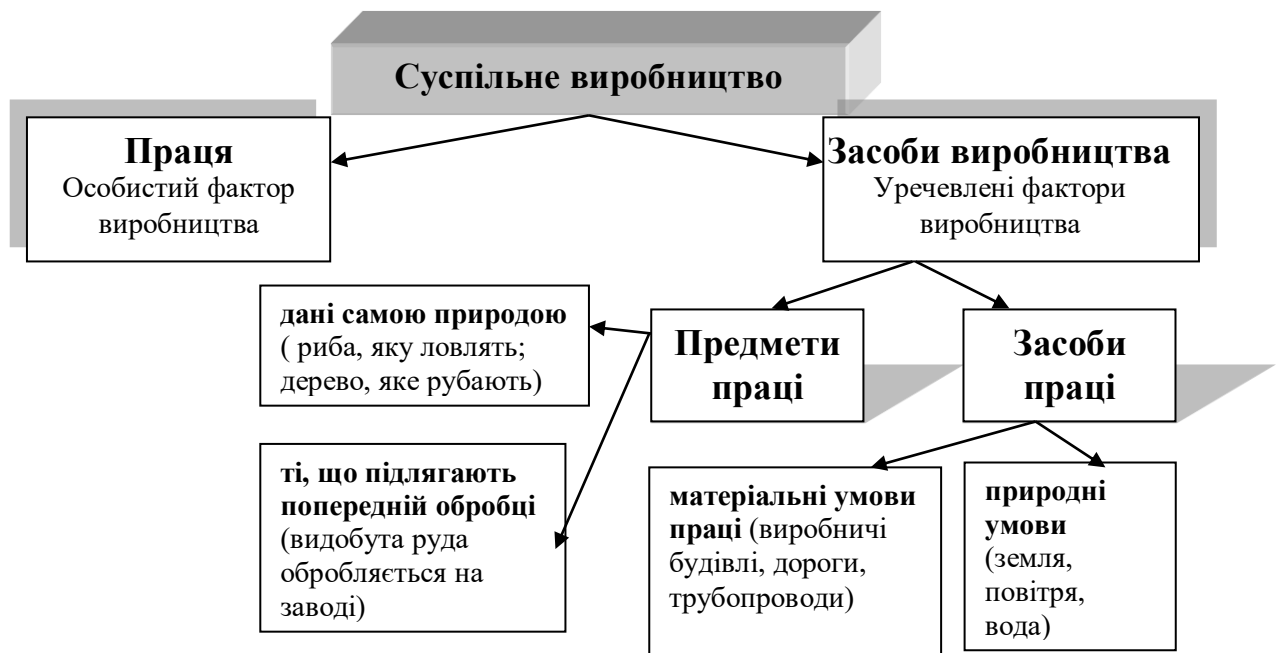 Суспільне виробництво
Праця
Особистий фактор
виробництва
Засоби виробництва
Уречевлені фактори
виробництва
дані самою природою
( риба, яку ловлять;
дерево, яке рубають)
Предмети
праці
Засоби
праці
ті, що підлягають
попередній обробці
(видобута руда
обробляється на
заводі)
матеріальні умови
праці (виробничі
будівлі, дороги,
трубопроводи)
природні
умови
(земля,
повітря,
вода)